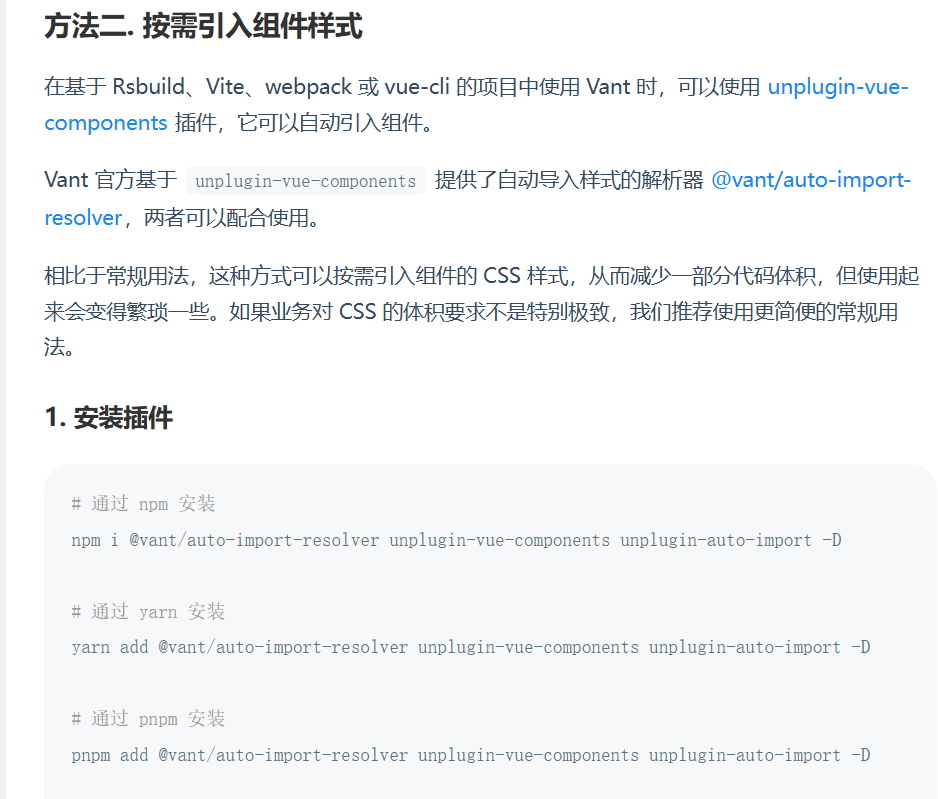 方法二. 按需引入组件样式
在基于 Rsbuild、Vite、webpack 或 vue-cli 的项目中使用 Vant 时，可以使用 unplugin-vue-
components 插件，它可以自动引入组件。
Vant 官方基于 unplugin-vue-components 提供了自动导入样式的解析器 @vant/auto-import-
resolver，两者可以配合使用。
相比于常规用法，这种方式可以按需引入组件的 CSS 样式，从而减少一部分代码体积，但使用起
来会变得繁琐一些。如果业务对 CSS 的体积要求不是特别极致，我们推荐使用更简便的常规用
法。
1. 安装插件
# 通过 npm 安装
npm i @vant/auto-import-resolver unplugin-vue-components unplugin-auto-import -D
# 通过 yarn 安装
yarn add @vant/auto-import-resolver unplugin-vue-components unplugin-auto-import -D
# 通过 pnpm 安装
pnpm add @vant/auto-import-resolver unplugin-vue-components unplugin-auto-import -D